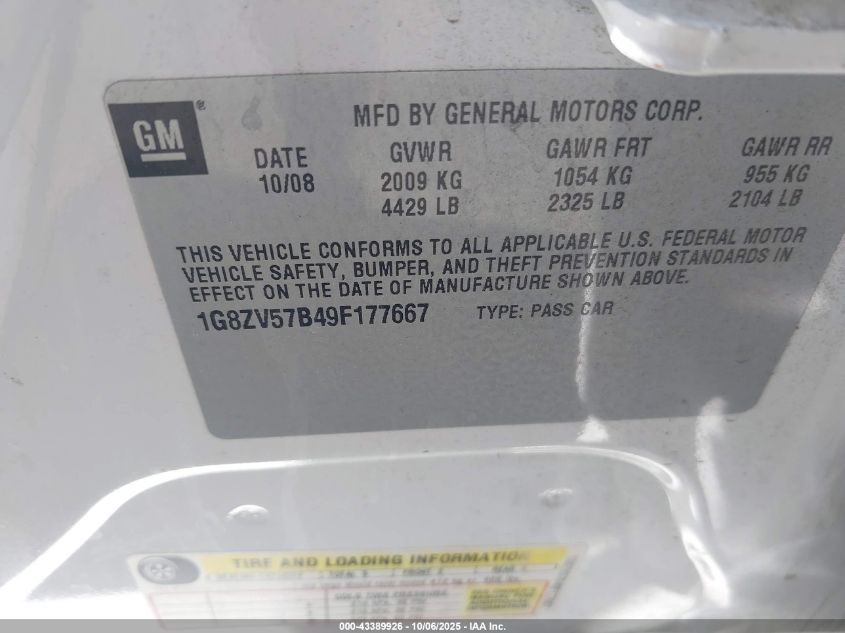 GM ®
MFD BY GENERAL MOTORS CORP.
DATE GVWR GAWR FRT GAWR RR
10/08 2009 KG 1054 KG 955 KG
4429 LB 2325 LB 2104 LB
THIS VEHICLE CONFORMS TO ALL APPLICABLE U.S. FEDERAL MOTOR
VEHICLE SAFETY, BUMPER, AND THEFT PREVENTION STANDARDS IN
EFFECT ON THE DATE OF MANUFACTURE SHOWN ABOVE.
1G8ZV57B49F177667 TYPE: PASS CAR
TIRE AND LOADING INFORMATION
000-43389926 - 10/06/2025 - IAA Inc.